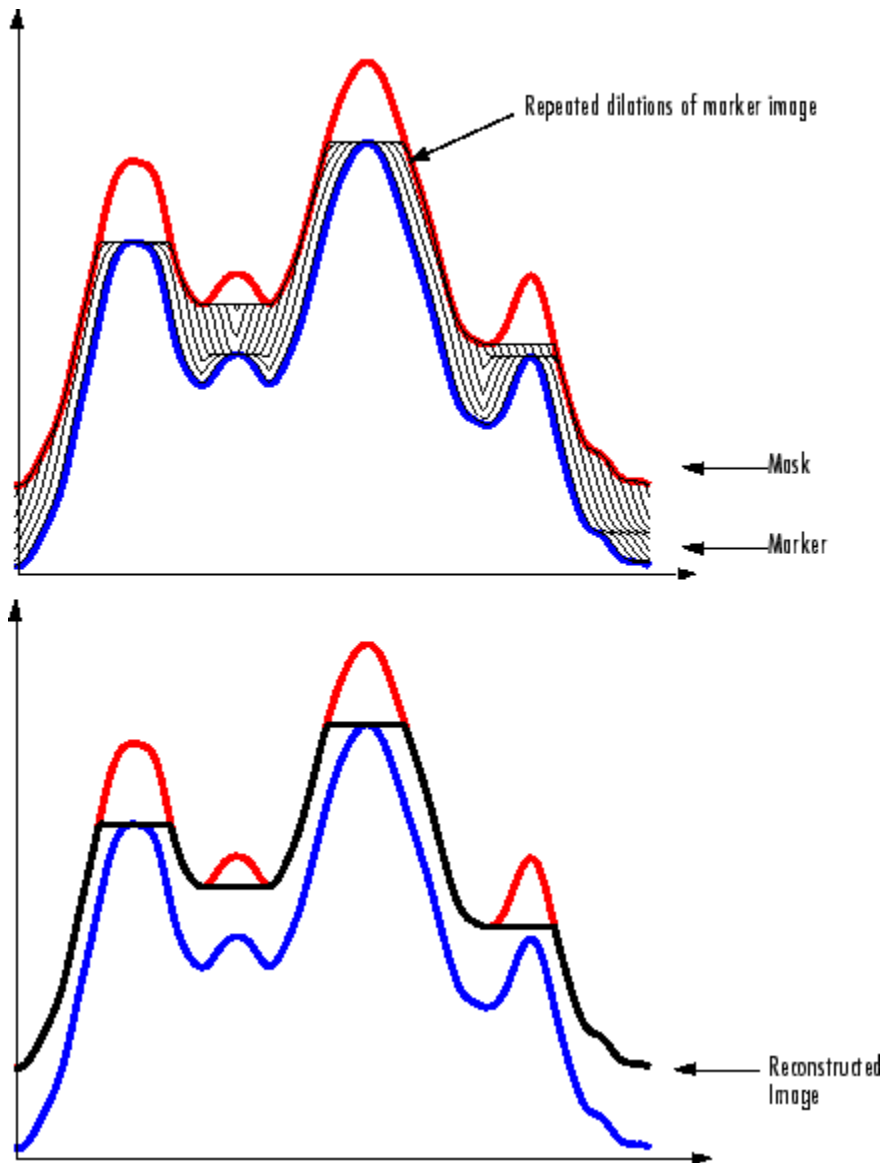 Repeated dilations of marker image
Mask
Marker
Reconstructed
Image